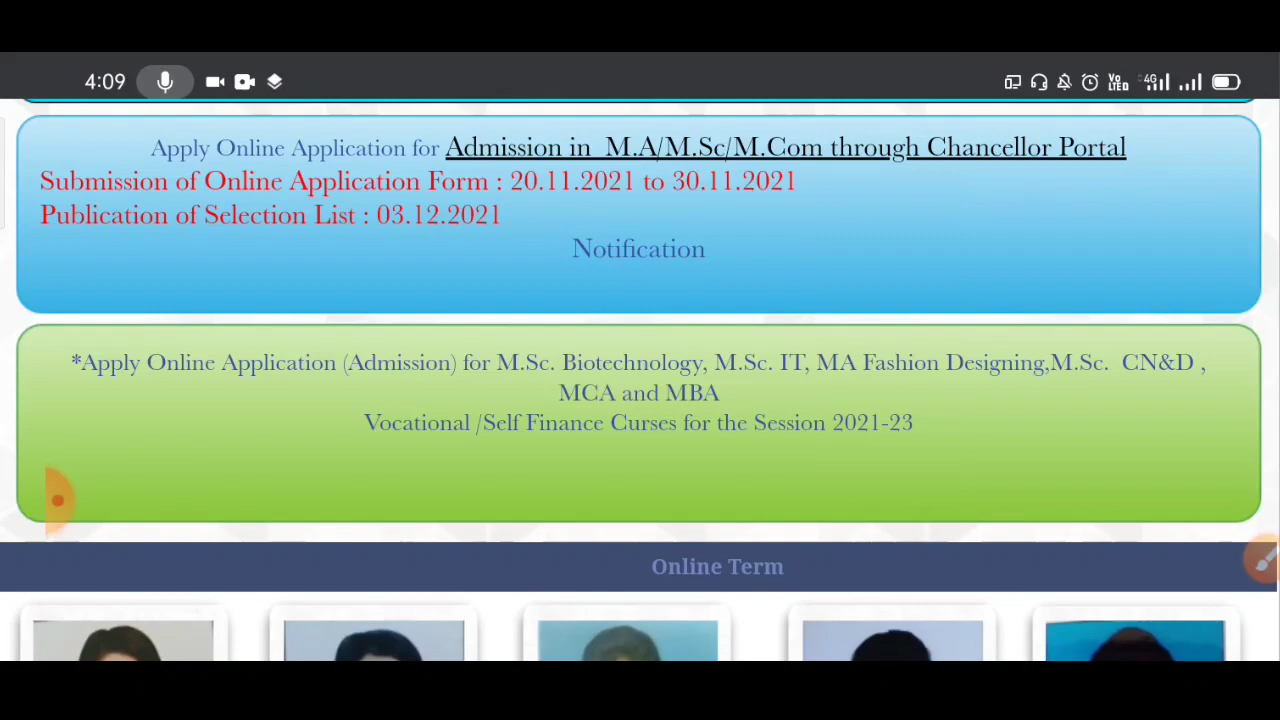 4:09
Vo
LTE D
4G
Apply Online Application for Admission in M.A/M.Sc/M.Com through Chancellor Portal
Submission of Online Application Form : 20.11.2021 to 30.11.2021
Publication of Selection List : 03.12.2021
Notification
*Apply Online Application (Admission) for M.Sc. Biotechnology, M.Sc. IT, MA Fashion Designing,M.Sc. CN&D ,
MCA and MBA
Vocational /Self Finance Curses for the Session 2021-23
Online Term